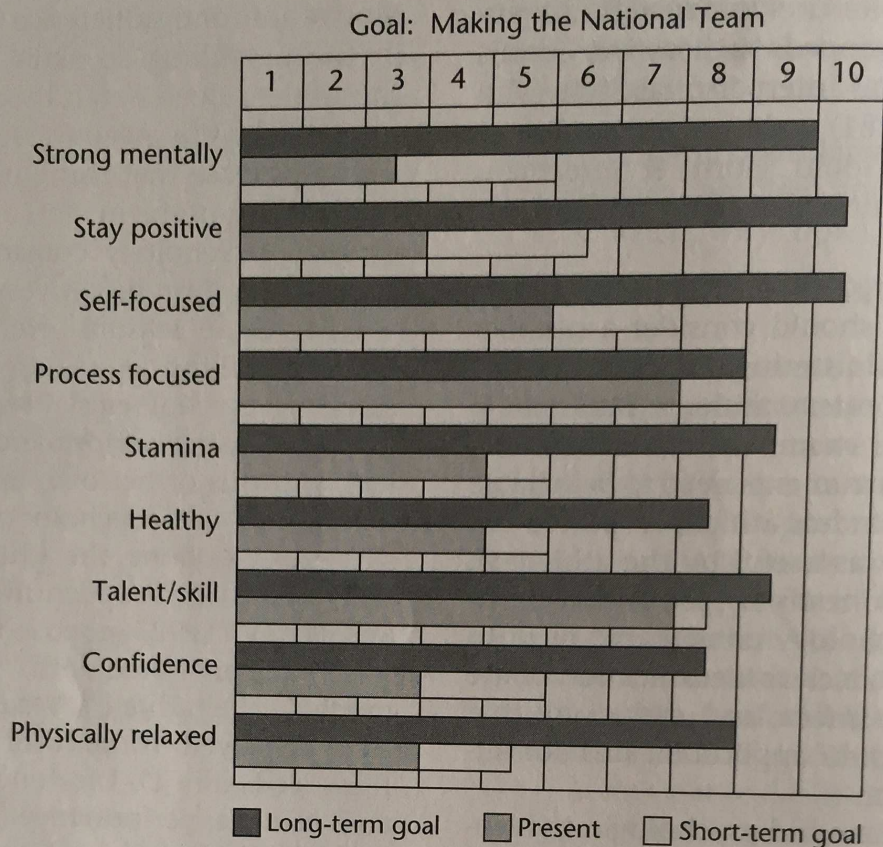 Goal: Making the National Team
1 2 3 4 5 6 7 8 9 10
Strong mentally
Stay positive
Self-focused
Process focused
Stamina
Healthy
Talent/skill
Confidence
Physically relaxed
Long-term goal Present Short-term goal